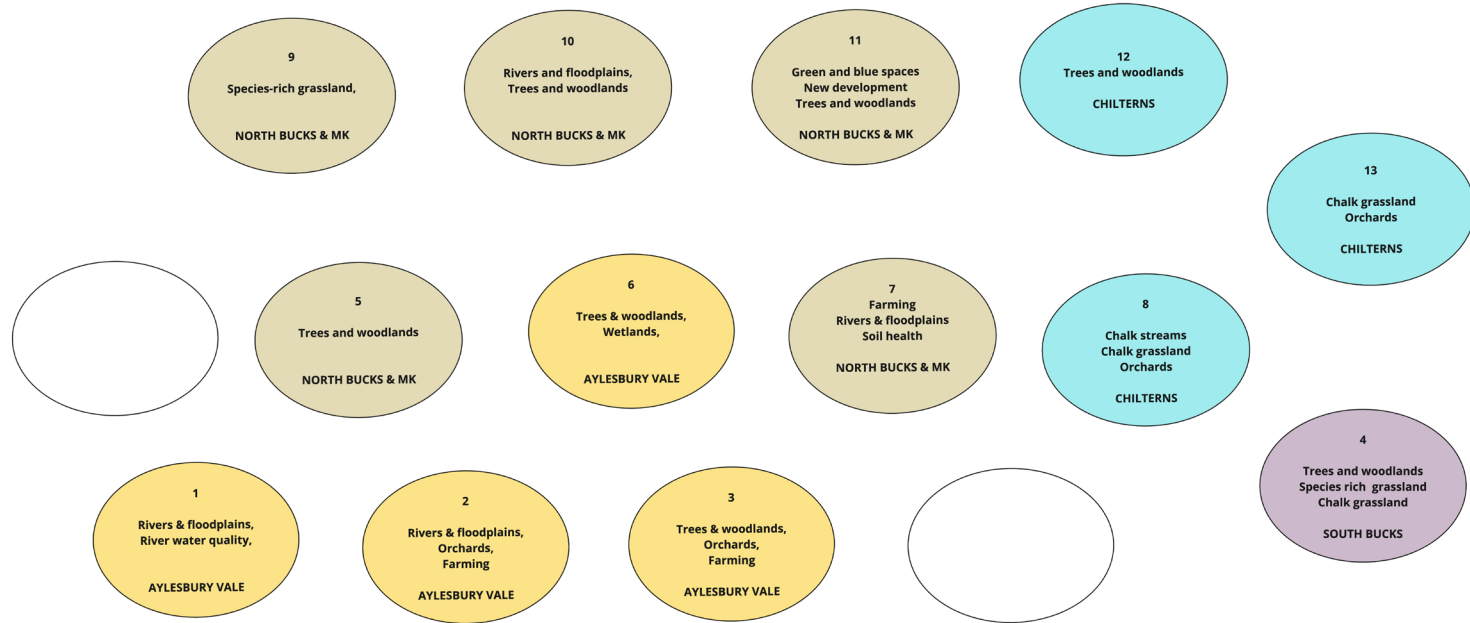 9
Species-rich grassland,
NORTH BUCKS & MK
10
Rivers and floodplains,
Trees and woodlands
NORTH BUCKS & MK
11
Green and blue spaces
New development
Trees and woodlands
NORTH BUCKS & MK
12
Trees and woodlands
CHILTERNS
13
Chalk grassland
Orchards
CHILTERNS
5
Trees and woodlands
NORTH BUCKS & MK
6
Trees & woodlands,
Wetlands,
AYLESBURY VALE
7
Farming
Rivers & floodplains
Soil health
NORTH BUCKS & MK
8
Chalk streams
Chalk grassland
Orchards
CHILTERNS
4
Trees and woodlands
Species rich grassland
Chalk grassland
SOUTH BUCKS
1
Rivers & floodplains,
River water quality,
AYLESBURY VALE
2
Rivers & floodplains,
Orchards,
Farming
AYLESBURY VALE
3
Trees & woodlands,
Orchards,
Farming
AYLESBURY VALE